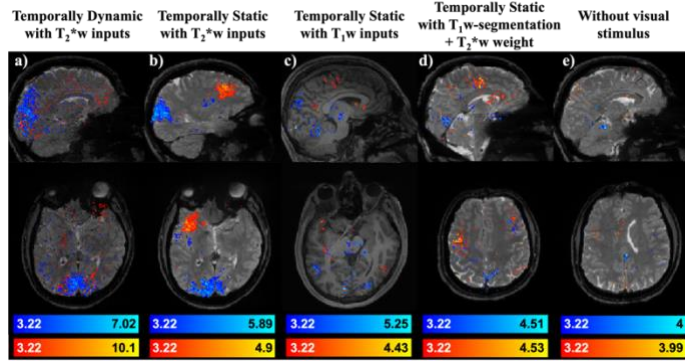 Temporally Dynamic
with T2*w inputs
Temporally Static
with T2*w inputs
Temporally Static
with T1w inputs
Temporally Static
with T1w-segmentation
+ T2*w weight
Without visual
stimulus
a)
b)
c)
d)
e)
3.22 7.02
3.22 5.89
3.22 5.25
3.22 4.51
3.22 4
3.22 10.1
3.22 4.9
3.22 4.43
3.22 4.53
3.22 3.99